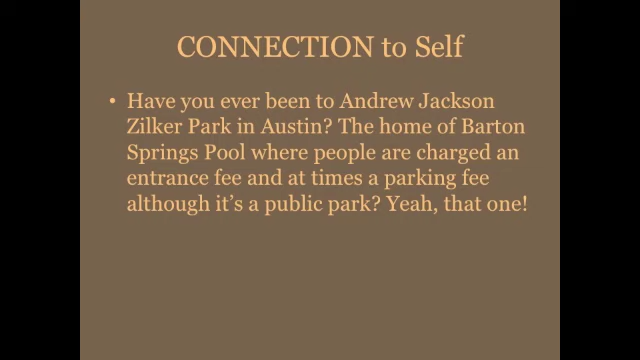 CONNECTION to Self
• Have you ever been to Andrew Jackson
Zilker Park in Austin? The home of Barton
Springs Pool where people are charged an
entrance fee and at times a parking fee
although it's a public park? Yeah, that one!